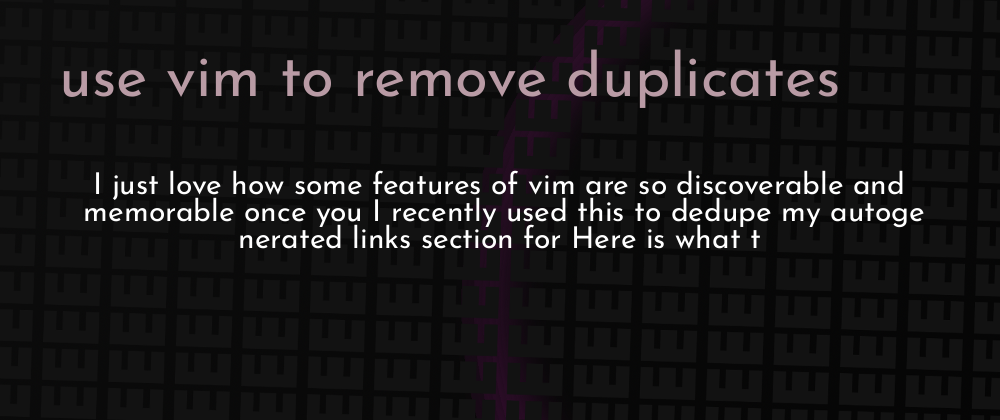 use vim to remove duplicates
I just love how some features of vim are so discoverable and
memorable once you I recently used this to dedupe my autoge
nerated links section for Here is what t